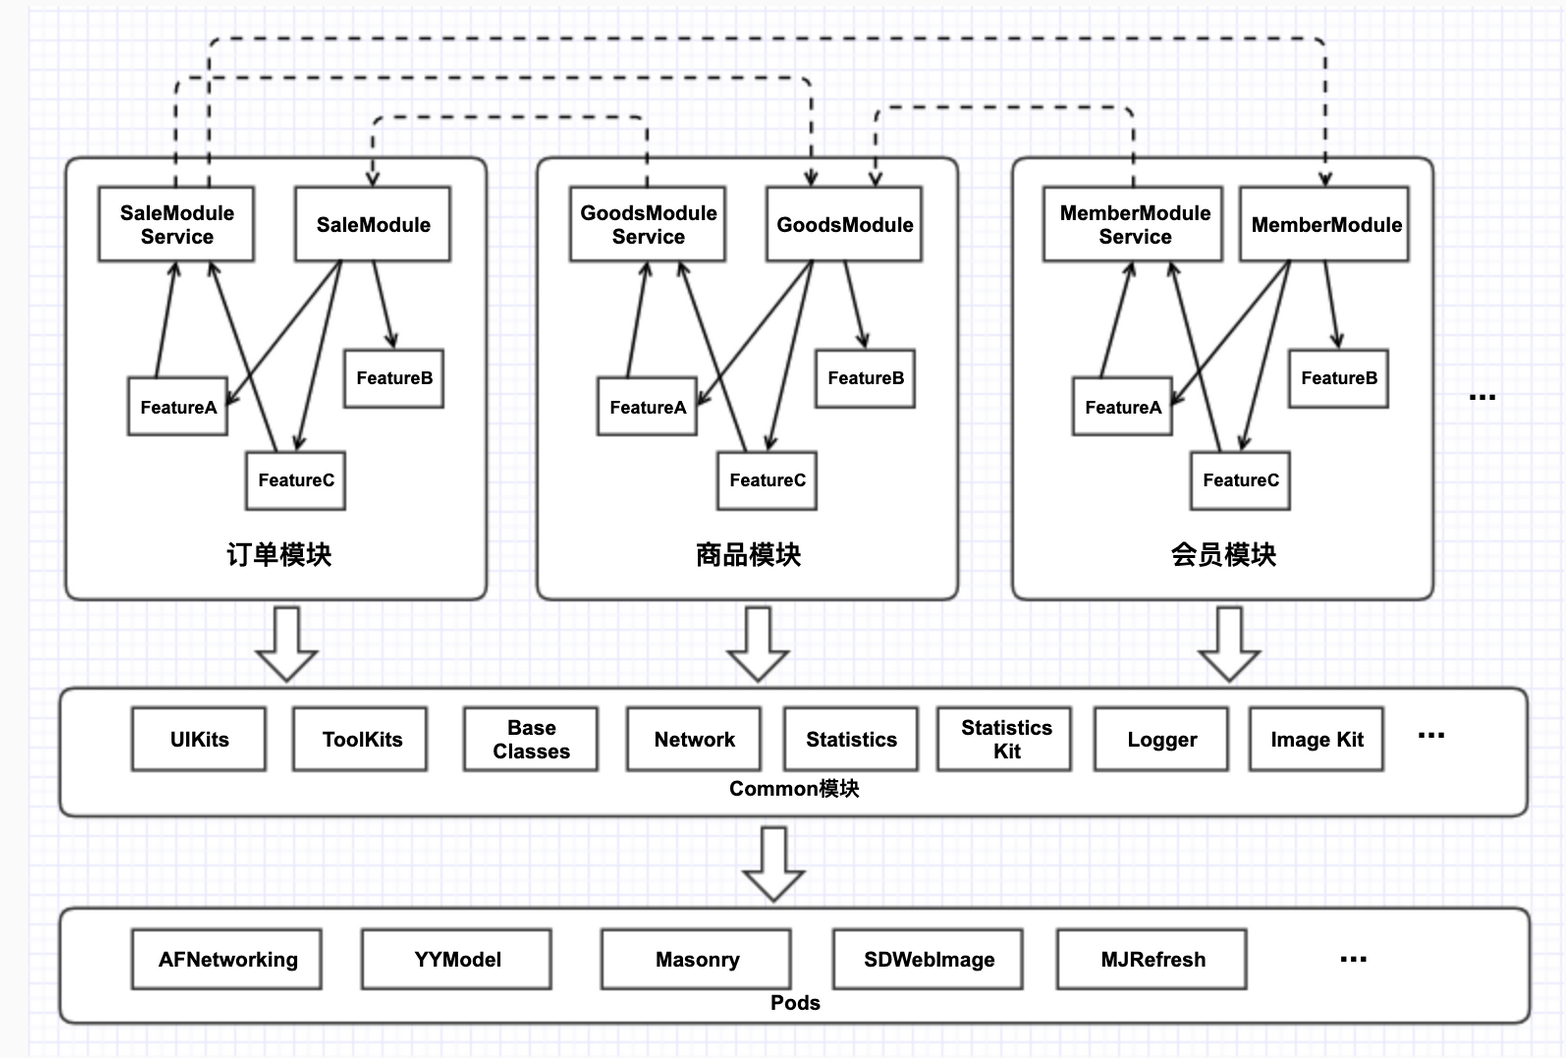 SaleModule
Service
SaleModule
FeatureA
FeatureB
FeatureC
订单模块
GoodsModule
Service
GoodsModule
FeatureA
FeatureB
FeatureC
商品模块
MemberModule
Service
MemberModule
FeatureA
FeatureB
FeatureC
会员模块
...
UIKits
ToolKits
Base
Classes
Network
Statistics
Statistics
Kit
Logger
Image Kit
...
Common模块
AFNetworking
YYModel
Masonry
SDWebImage
MJRefresh
...
Pods